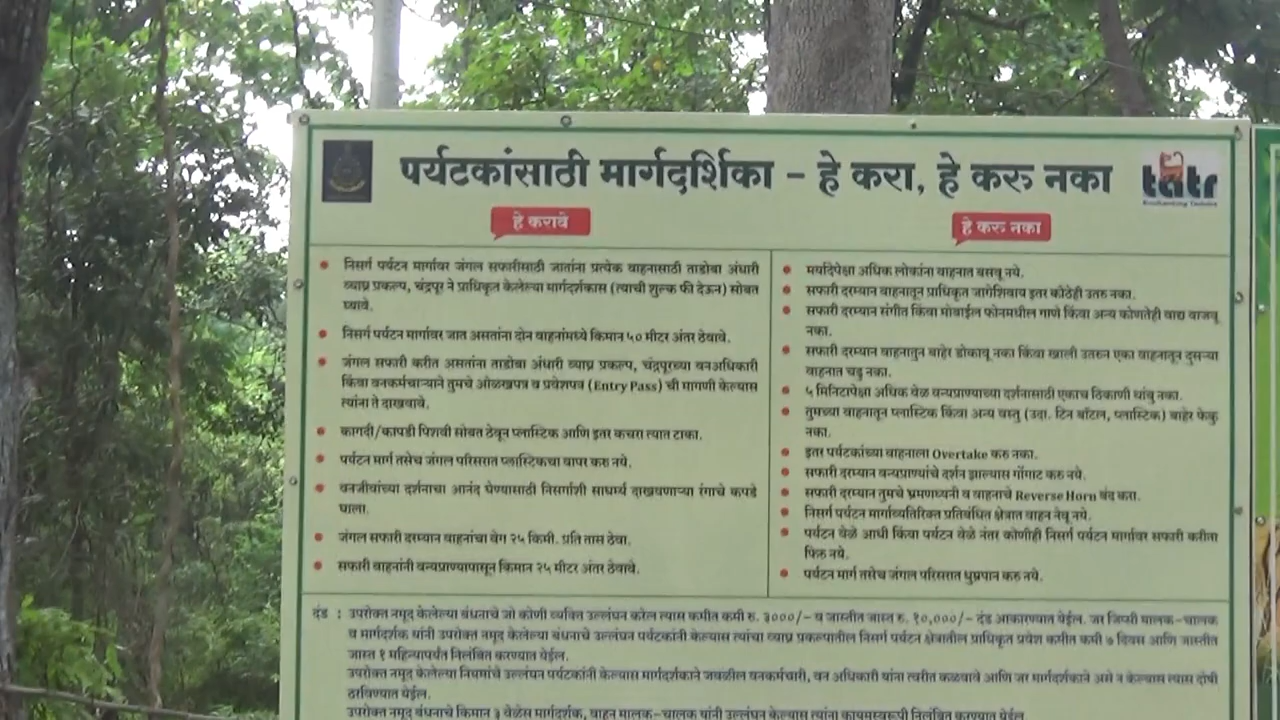 पर्यटकांसाठी मार्गदर्शिका – हे करा, हे करू नका
tatr
हे करावे
निसर्ग पर्यटन मार्गावर जंगल सफारीसाठी जातांना प्रत्येक वाहनासाठी ताडोबा अंधारी
व्याघ्र प्रकल्प, चंद्रपूर ने प्राधिकृत केलेल्या मार्गदर्शकास (त्याची शुल्क फी देऊन) सोबत
घ्यावे.
निसर्ग पर्यटन मार्गावर जात असतांना दोन वाहनांमध्ये किमान ५० मीटर अंतर ठेवावे.
जंगल सफारी करीत असतांना ताडोबा अंधारी व्याघ्र प्रकल्प, चंद्रपूरच्या वनअधिकारी
किंवा वनकर्मचाऱ्याने तुमचे ओळखपत्र व प्रवेशपत्र (Entry Pass) ची मागणी केल्यास
त्यांना ते दाखवावे.
कागदी/कापडी पिशवी सोबत ठेवून प्लास्टिक आणि इतर कचरा त्यात टाका.
पर्यटन मार्ग तसेच जंगल परिसरात प्लास्टिकचा वापर करू नये.
वनजीवांच्या दर्शनाचा आनंद घेण्यासाठी निसर्गाशी साधर्म्य दाखवणाऱ्या रंगाचे कपडे
घाला.
जंगल सफारी दरम्यान वाहनांचा वेग २५ किमी. प्रति तास ठेवा.
सफारी वाहनांनी वन्यप्राण्यापासून किमान २५ मीटर अंतर ठेवावे.
हे करू नका
मर्यादेपेक्षा अधिक लोकांना वाहनात बसवू नये.
सफारी दरम्यान वाहनातून प्राधिकृत जागेशिवाय इतर कोठेही उतरू नका.
सफारी दरम्यान संगीत किंवा मोबाईल फोनमधील गाणे किंवा अन्य कोणतेही वाद्य वाजवू
नका.
सफारी दरम्यान वाहनातुन बाहेर डोकावू नका किंवा खाली उतरून एका वाहनातून दुसऱ्या
वाहनात चढु नका.
५ मिनिटापेक्षा अधिक वेळ वन्यप्राण्याच्या दर्शनासाठी एकाच ठिकाणी थांबु नका.
तुमच्या वाहनातून प्लास्टिक किंवा अन्य वस्तु (उदा. टिन बॉटल, प्लास्टिक) बाहेर फेकु
नका.
इतर पर्यटकांच्या वाहनाला Overtake करू नका.
सफारी दरम्यान वन्यप्राण्यांचे दर्शन झाल्यास गोंगाट करू नये.
सफारी दरम्यान तुमचे भ्रमणध्वनी व वाहनाचे Reverse Horn बंद करा.
निसर्ग पर्यटन मार्गाव्यतिरिक्त प्रतिबंधित क्षेत्रात वाहन नेवू नये.
पर्यटन वेळे आधी किंवा पर्यटन वेळे नंतर कोणीही निसर्ग पर्यटन मार्गावर सफारी करीता
फिरू नये.
पर्यटन मार्ग तसेच जंगल परिसरात धुम्रपान करू नये.
दंड : उपरोक्त नमूद केलेल्या बंधनाचे जो कोणी व्यक्ति उल्लंघन करेल त्यास कमीत कमी रु. ३०००/– व जास्तीत जास्त रु. १०,०००/– दंड आकारण्यात येईल. जर जिप्सी मालक–चालक
व मार्गदर्शक यांनी उपरोक्त नमूद केलेल्या बंधनाचे उल्लंघन पर्यटकांनी केल्यास त्यांचा व्याघ्र प्रकल्पातील निसर्ग पर्यटन क्षेत्रातील प्राधिकृत प्रवेश कमीत कमी ७ दिवस आणि जास्तीत
जास्त १ महिन्यापर्यंत निलंबित करण्यात येईल.
उपरोक्त नमूद केलेल्या नियमांचे उल्लंघन पर्यटकांनी केल्यास मार्गदर्शकाने जवळील वनकर्मचारी, वन अधिकारी यांना त्वरीत कळवावे आणि जर मार्गदर्शकाने असे न केल्यास त्यास दोषी
ठरविण्यात येईल.
उपरोक्त नमूद बंधनाचे किमान ३ वेळेस मार्गदर्शक, वाहन मालक–चालक यांनी उल्लंघन केल्यास त्यांना कायमस्वरूपी निलंबित करण्यात येईल